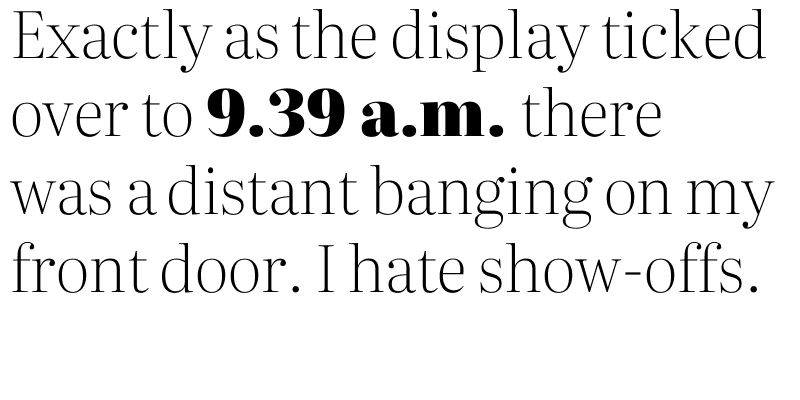 Exactly as the display ticked
over to 9.39 a.m. there
was a distant banging on my
front door. I hate show-offs.